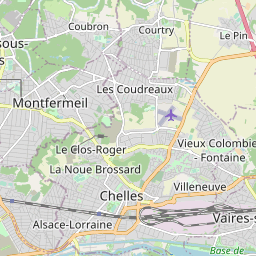 Coubron
Courtry
Le Pin
sous-
s
Les Coudreaux
Montfermeil
Le Clos-Roger
Vieux Colombie
- Fontaine
La Noue Brossard
Villeneuve
Chelles
Alsace-Lorraine
Vaires-s
Base de